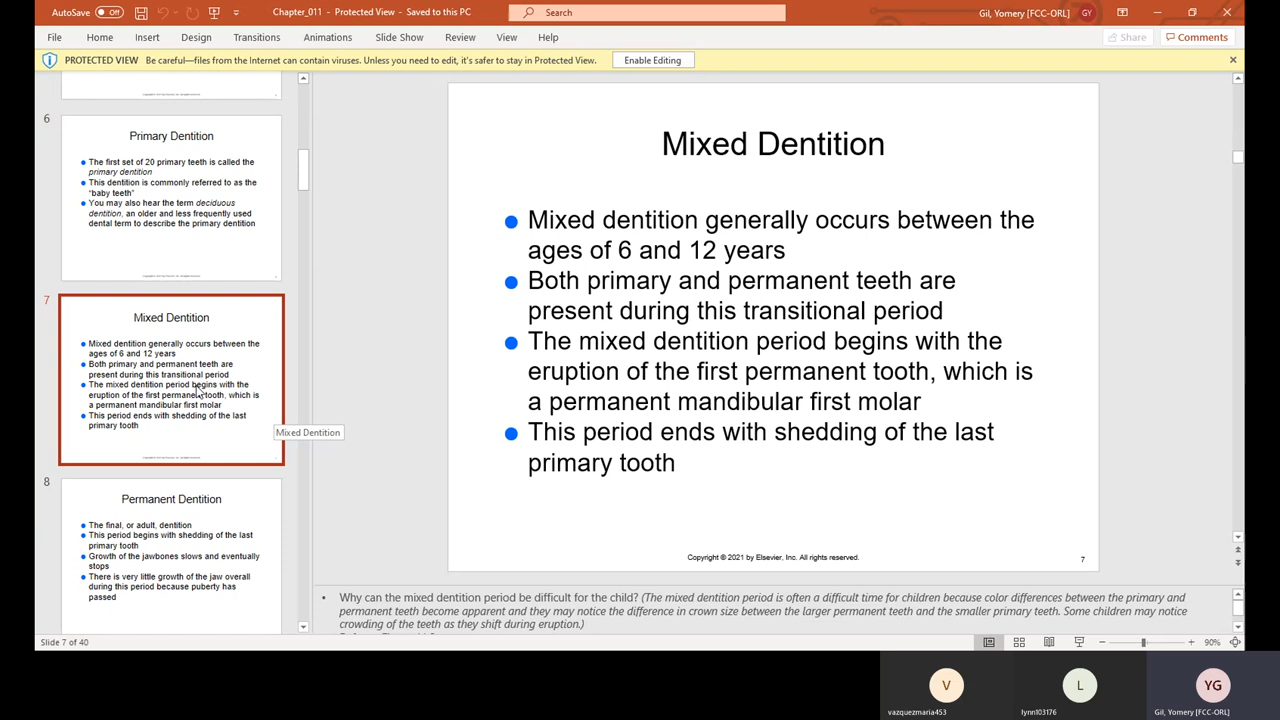 AutoSave Off
Chapter_011 - Protected View - Saved to this PC
Search
Gil, Yomery [FCC-ORL] GY
File Home Insert Design Transitions Animations Slide Show Review View Help
Share Comments
PROTECTED VIEW Be careful—files from the Internet can contain viruses. Unless you need to edit, it's safer to stay in Protected View. Enable Editing
6
Primary Dentition
The first set of 20 primary teeth is called the
primary dentition
This dentition is commonly referred to as the
"baby teeth"
You may also hear the term deciduous
dentition, an older and less frequently used
dental term to describe the primary dentition
7
Mixed Dentition
Mixed dentition generally occurs between the
ages of 6 and 12 years
Both primary and permanent teeth are
present during this transitional period
The mixed dentition period begins with the
eruption of the first permanent tooth, which is
a permanent mandibular first molar
This period ends with shedding of the last
primary tooth
Mixed Dentition
8
Permanent Dentition
The final, or adult, dentition
This period begins with shedding of the last
primary tooth
Growth of the jawbones slows and eventually
stops
There is very little growth of the jaw overall
during this period because puberty has
passed
Mixed Dentition
Mixed dentition generally occurs between the
ages of 6 and 12 years
Both primary and permanent teeth are
present during this transitional period
The mixed dentition period begins with the
eruption of the first permanent tooth, which is
a permanent mandibular first molar
This period ends with shedding of the last
primary tooth
Copyright © 2021 by Elsevier, Inc. All rights reserved.
7
• Why can the mixed dentition period be difficult for the child? (The mixed dentition period is often a difficult time for children because color differences between the primary and
permanent teeth become apparent and they may notice the difference in crown size between the larger permanent teeth and the smaller primary teeth. Some children may notice
crowding of the teeth as they shift during eruption.)
Slide 7 of 40
90%
V
vazquezmaria453
L
lynn103176
YG
Gil, Yomery [FCC-ORL]